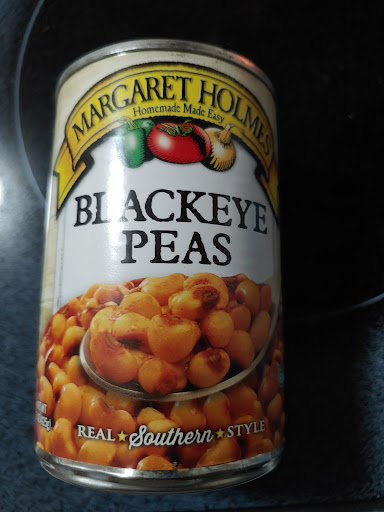 MARGARET HOLMES
Homemade Made Easy
BLACKEYE
PEAS
REAL ★ Southern ★ STYLE